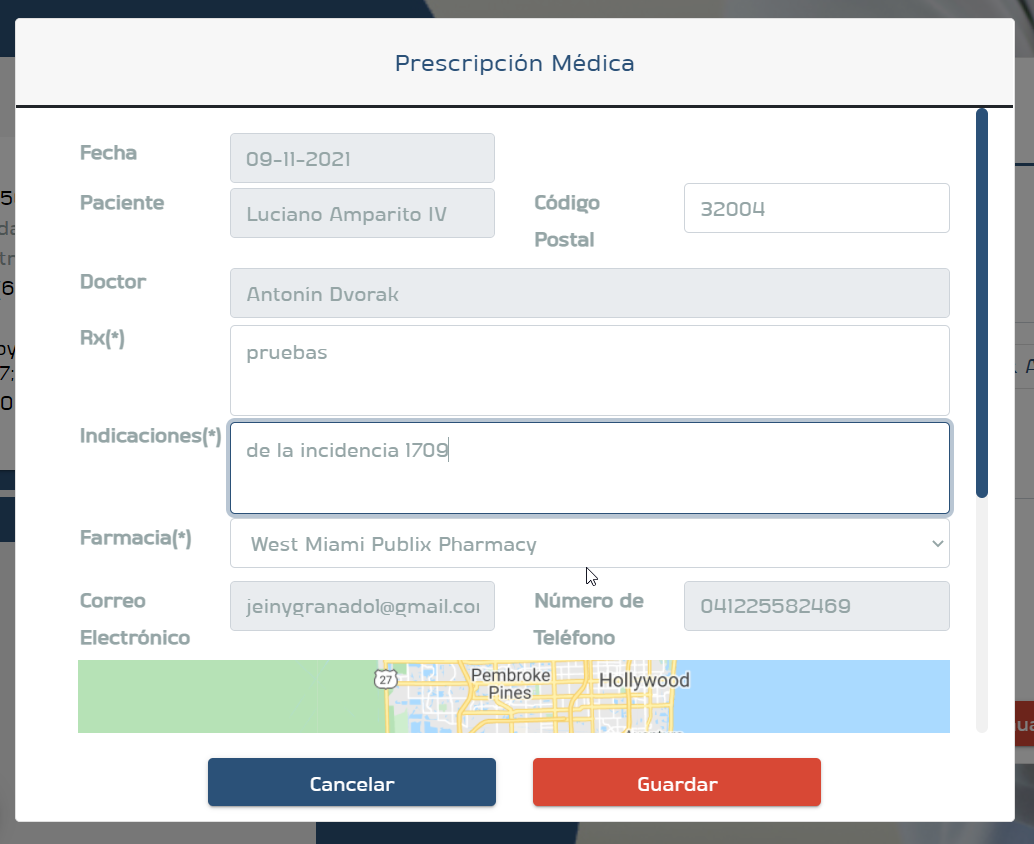 Prescripción Médica
Fecha
09-11-2021
Paciente
Luciano Amparito IV
Código
Postal
32004
Doctor
Antonin Dvorak
Rx(*)
pruebas
Indicaciones(*)
de la incidencia 1709
Farmacia(*)
West Miami Publix Pharmacy
Correo
Electrónico
jeinygranado1@gmail.co
Número de
Teléfono
041225582469
27
Pembroke
Pines
Hollywood
Cancelar
Guardar